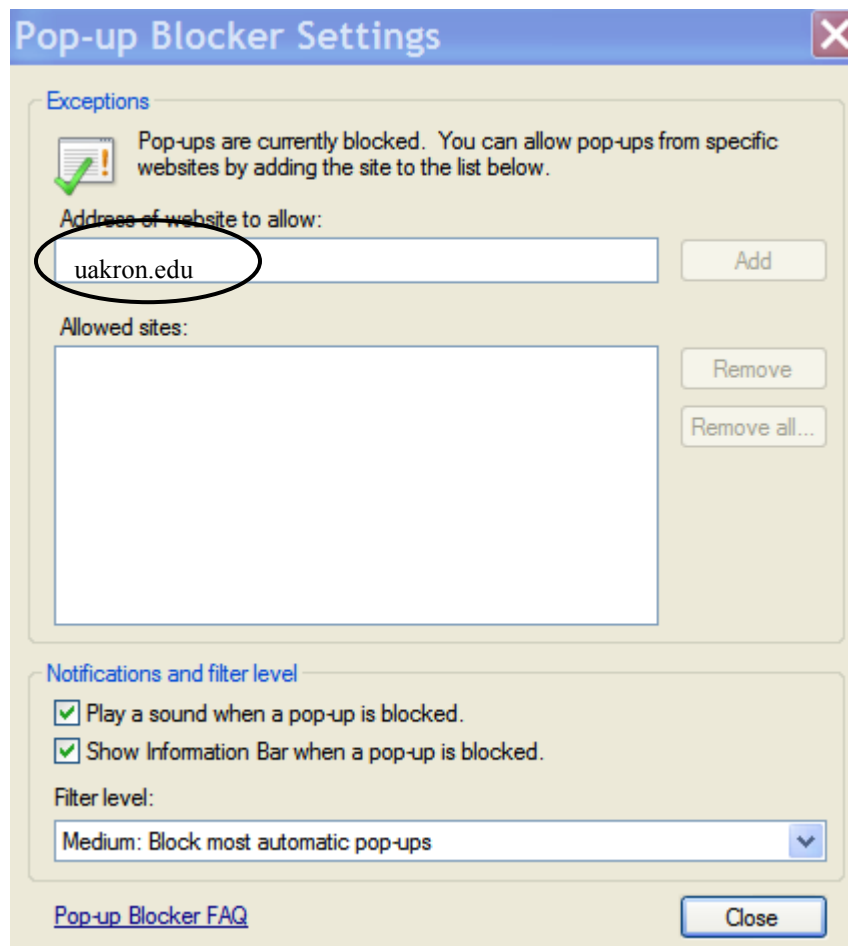 Pop-up Blocker Settings
Exceptions
Pop-ups are currently blocked. You can allow pop-ups from specific
websites by adding the site to the list below.
Address of website to allow:
uakron.edu
Add
Allowed sites:
Remove
Remove all...
Notifications and filter level
Play a sound when a pop-up is blocked.
Show Information Bar when a pop-up is blocked.
Filter level:
Medium: Block most automatic pop-ups
Pop-up Blocker FAQ
Close